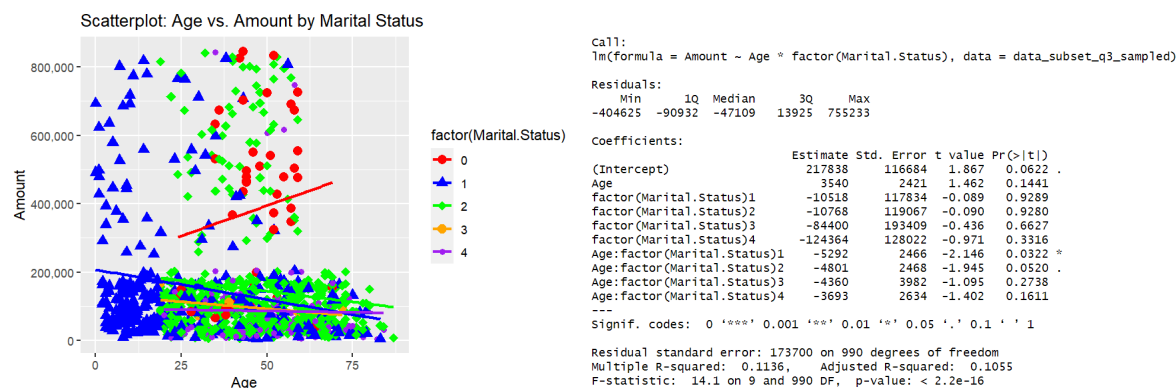 Scatterplot: Age vs. Amount by Marital Status
800,000
600,000
400,000
200,000
0
Amount
0 25 50 75
Age
factor(Marital.Status)
0
1
2
3
4
Call:
lm(formula = Amount ~ Age * factor(Marital.Status), data = data_subset_q3_sampled)
Residuals:
Min 1Q Median 3Q Max
-404625 -90932 -47109 13925 755233
Coefficients:
Estimate Std. Error t value Pr(>|t|)
(Intercept) 217838 116684 1.867 0.0622 .
Age 3540 2421 1.462 0.1441
factor(Marital.Status)1 -10518 117834 -0.089 0.9289
factor(Marital.Status)2 -10768 119067 -0.090 0.9280
factor(Marital.Status)3 -84400 193409 -0.436 0.6627
factor(Marital.Status)4 -124364 128022 -0.971 0.3316
Age:factor(Marital.Status)1 -5292 2466 -2.146 0.0322 *
Age:factor(Marital.Status)2 -4801 2468 -1.945 0.0520 .
Age:factor(Marital.Status)3 -4360 3982 -1.095 0.2738
Age:factor(Marital.Status)4 -3693 2634 -1.402 0.1611
---
Signif. codes: 0 ‘***’ 0.001 ‘**’ 0.01 ‘*’ 0.05 ‘.’ 0.1 ‘ ’ 1
Residual standard error: 173700 on 990 degrees of freedom
Multiple R-squared: 0.1136, Adjusted R-squared: 0.1055
F-statistic: 14.1 on 9 and 990 DF, p-value: < 2.2e-16